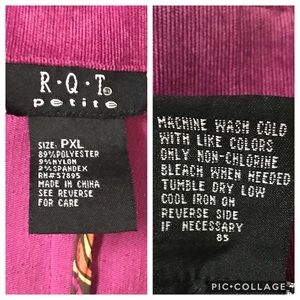 R·Q·T®
petite
SIZE: PXL
89%POLYESTER
9%NYLON
2%SPANDEX
RN#57895
MADE IN CHINA
SEE REVERSE
FOR CARE
MACHINE WASH COLD
WITH LIKE COLORS
ONLY NON-CHLORINE
BLEACH WHEN NEEDED
TUMBLE DRY LOW
COOL IRON ON
REVERSE SIDE
IF NECESSARY
85
PIC•COLLAGE